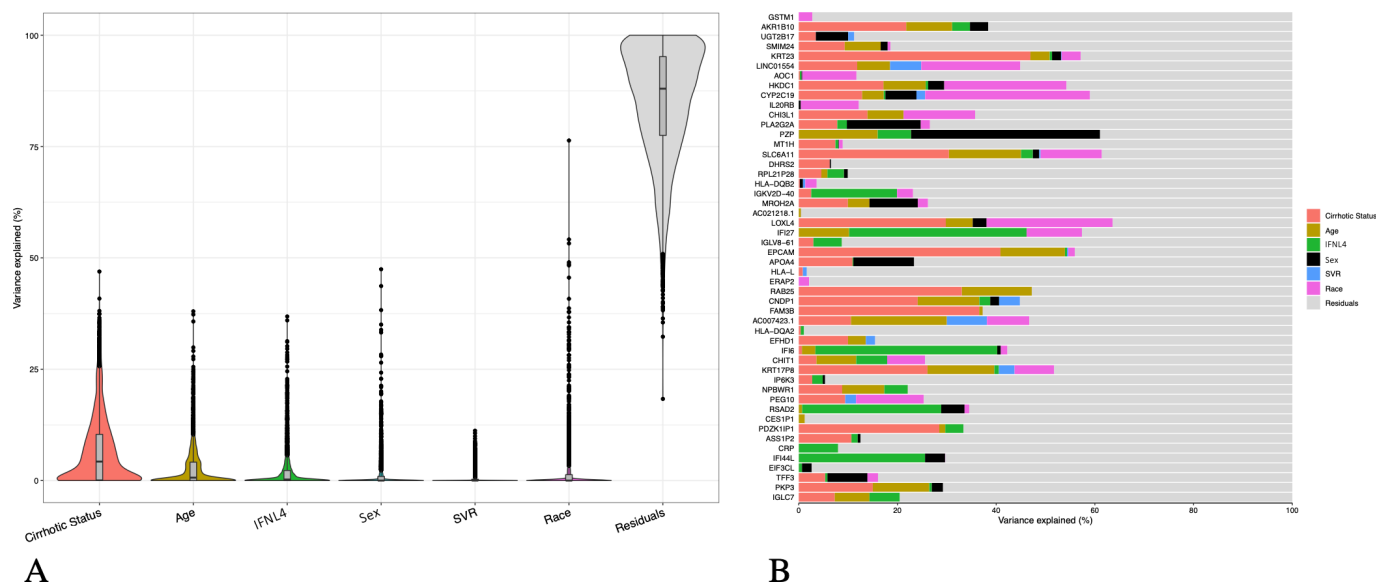 100
75
50
25
0
Variance explained (%)
Cirrhotic Status
Age
IFNL4
Sex
SVR
Race
Residuals
A
GSTM1
AKR1B10
UGT2B17
SMIM24
KRT23
LINC01554
AOC1
HKDC1
CYP2C19
IL20RB
CHI3L1
PLA2G2A
PZP
MT1H
SLC6A11
DHRS2
RPL21P28
HLA-DQB2
IGKV2D-40
MROH2A
AC021218.1
LOXL4
IFI27
IGLV8-61
EPCAM
APOA4
HLA-L
ERAP2
RAB25
CNDP1
FAM3B
AC007423.1
HLA-DQA2
EFHD1
IFI6
CHIT1
KRT17P8
IP6K3
NPBWR1
PEG10
RSAD2
CES1P1
PDZK1IP1
ASS1P2
CRP
IFI44L
EIF3CL
TFF3
PKP3
IGLC7
0 20 40 60 80 100
Variance explained (%)
Cirrhotic Status
Age
IFNL4
Sex
SVR
Race
Residuals
B